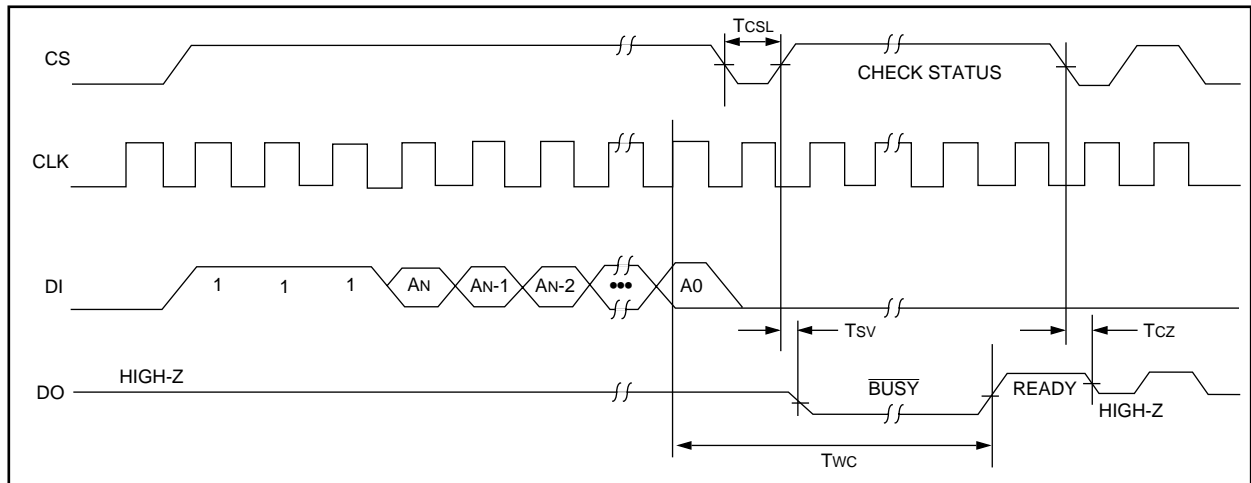 TCSL
CS
CHECK STATUS
CLK
DI
1 1 1 AN AN-1 AN-2 ••• A0
TSV
TCZ
HIGH-Z
DO
BUSY
READY
HIGH-Z
TWC